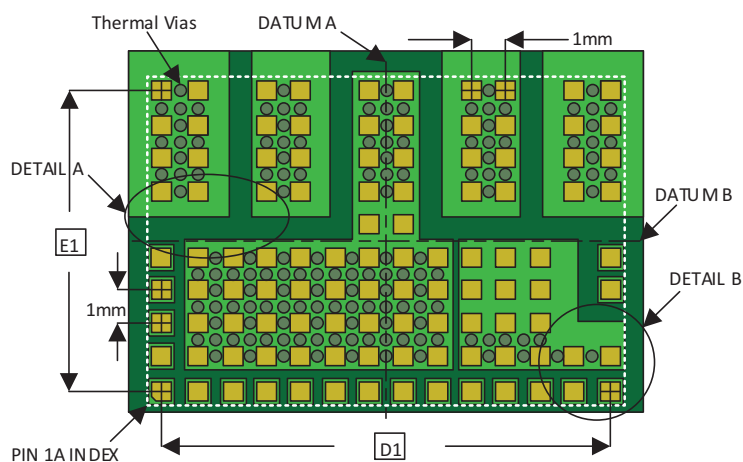 Thermal Vias
DATUM A
1mm
DETAIL A
DATUM B
E1
DETAIL B
1mm
PIN 1A INDEX
D1